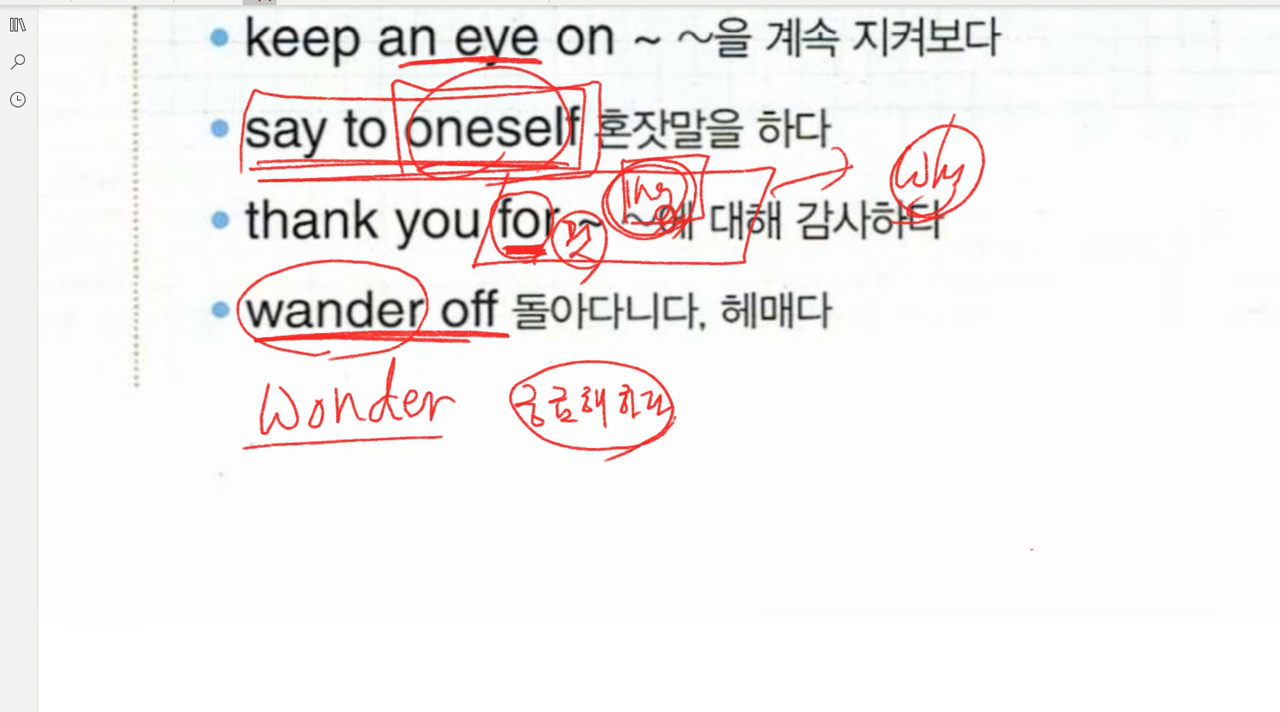 • keep an eye on ~ ~을 계속 지켜보다
• say to oneself 혼잣말을 하다
why
ing
• thank you for ~ ~에 대해 감사하다
전
• wander off 돌아다니다, 헤매다
wonder 궁금해하다